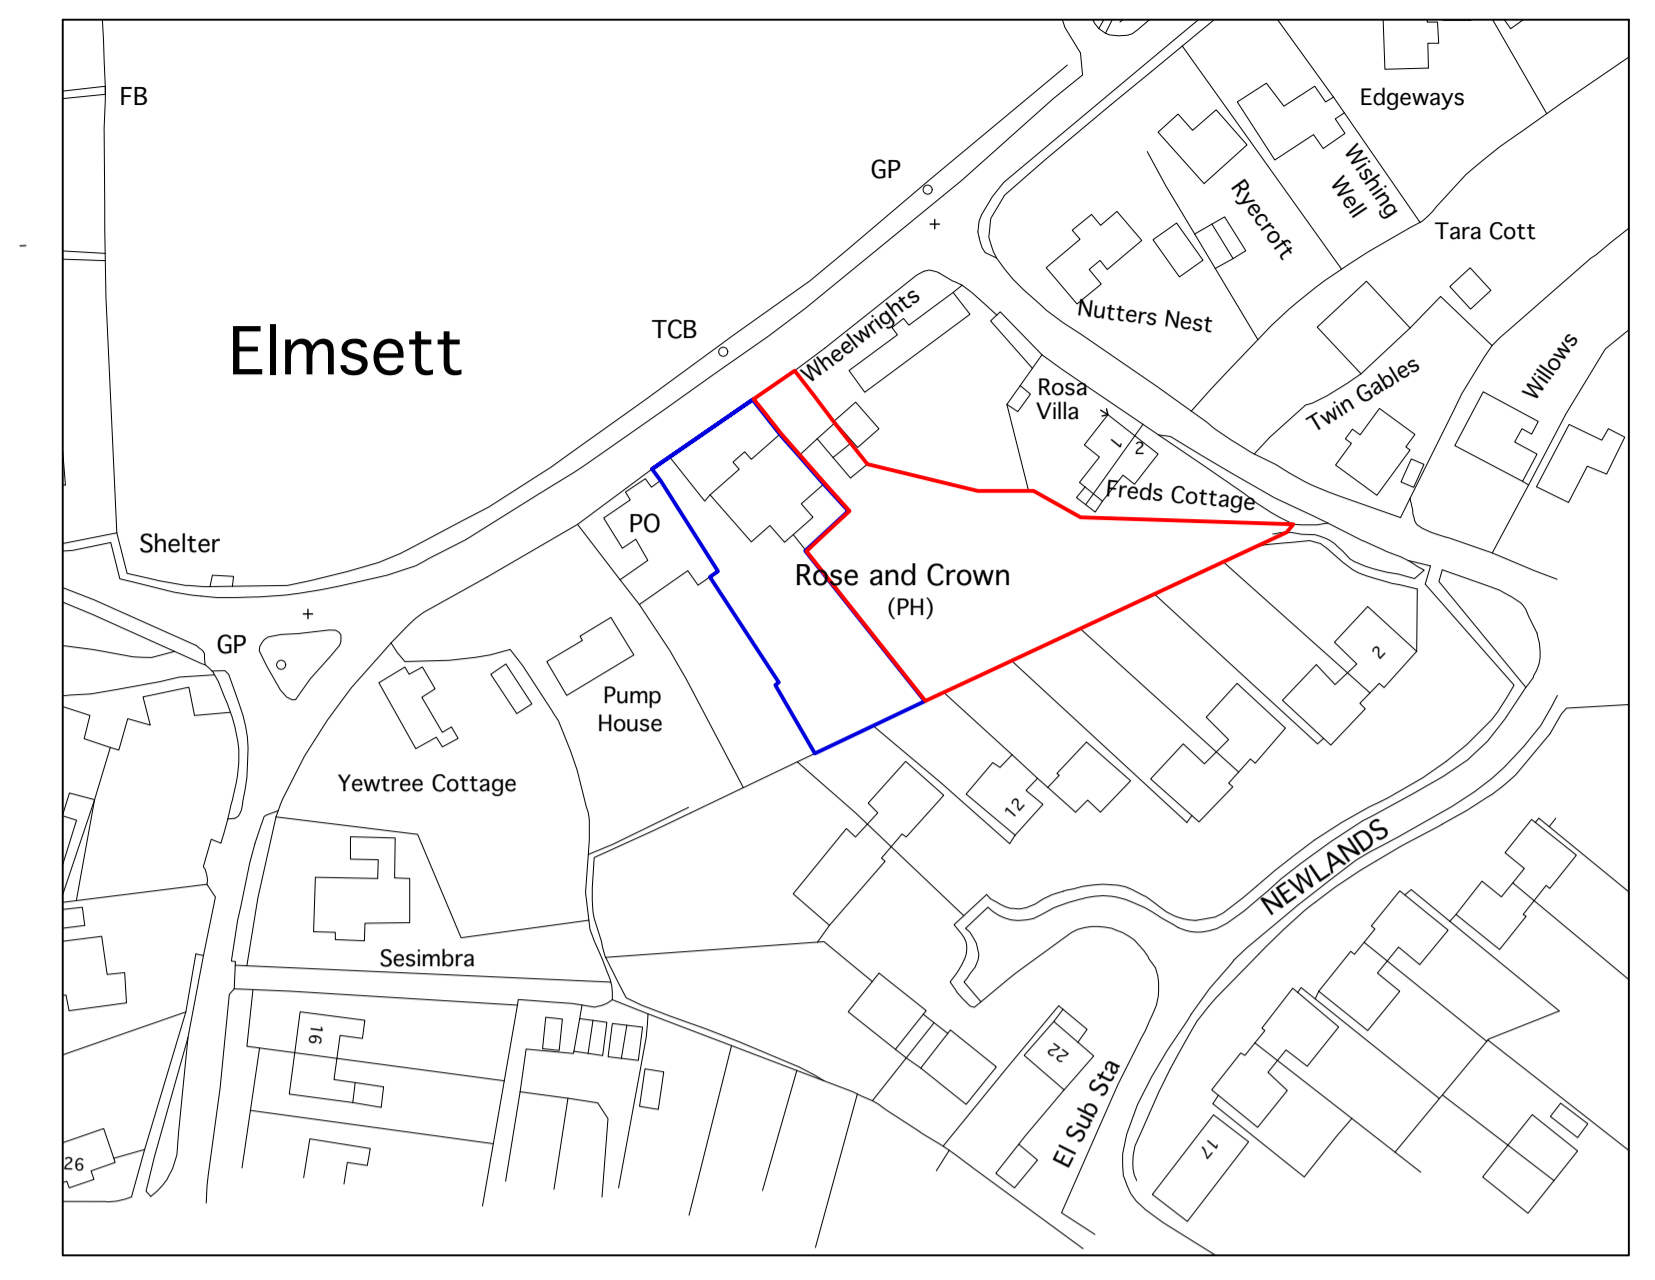 FB
Edgeways
GP
Wishing
Well
Ryecroft
Tara Cott
Elmsett
TCB
Wheelwrights
Nutters Nest
Rosa
Villa
Twin Gables
Willows
1
2
Freds Cottage
PO
Shelter
Rose and Crown
(PH)
GP
2
Pump
House
Yewtree Cottage
12
NEWLANDS
Sesimbra
16
22
El Sub Sta
17
26